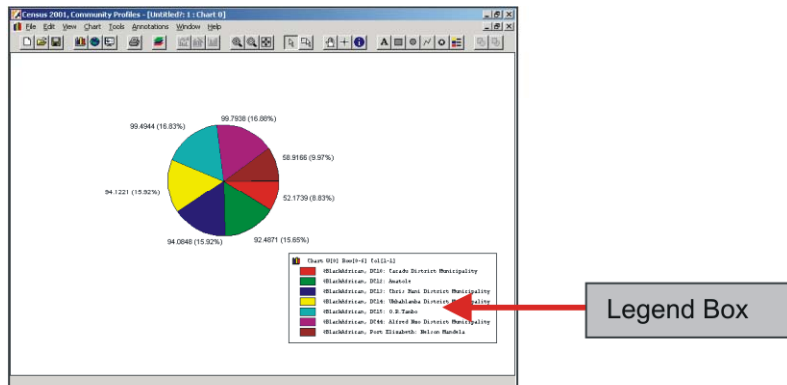 Census 2001, Community Profiles - [Untitled?: 1 : Chart 0]
File Edit View Chart Tools Annotations Window Help
99.7938 (16.88%)
99.4944 (16.83%)
58.9166 (9.97%)
94.1221 (15.92%)
52.1739 (8.83%)
94.0848 (15.92%)
92.4871 (15.65%)
Chart U[0] Row[0-6] Col[1-1]
%BlackAfrican, DC10: Cacadu District Municipality
%BlackAfrican, DC12: Amatole
%BlackAfrican, DC13: Chris Hani District Municipality
%BlackAfrican, DC14: Ukhahlamba District Municipality
%BlackAfrican, DC15: O.R.Tambo
%BlackAfrican, DC44: Alfred Nzo District Municipality
%BlackAfrican, Port Elizabeth: Nelson Mandela
Legend Box